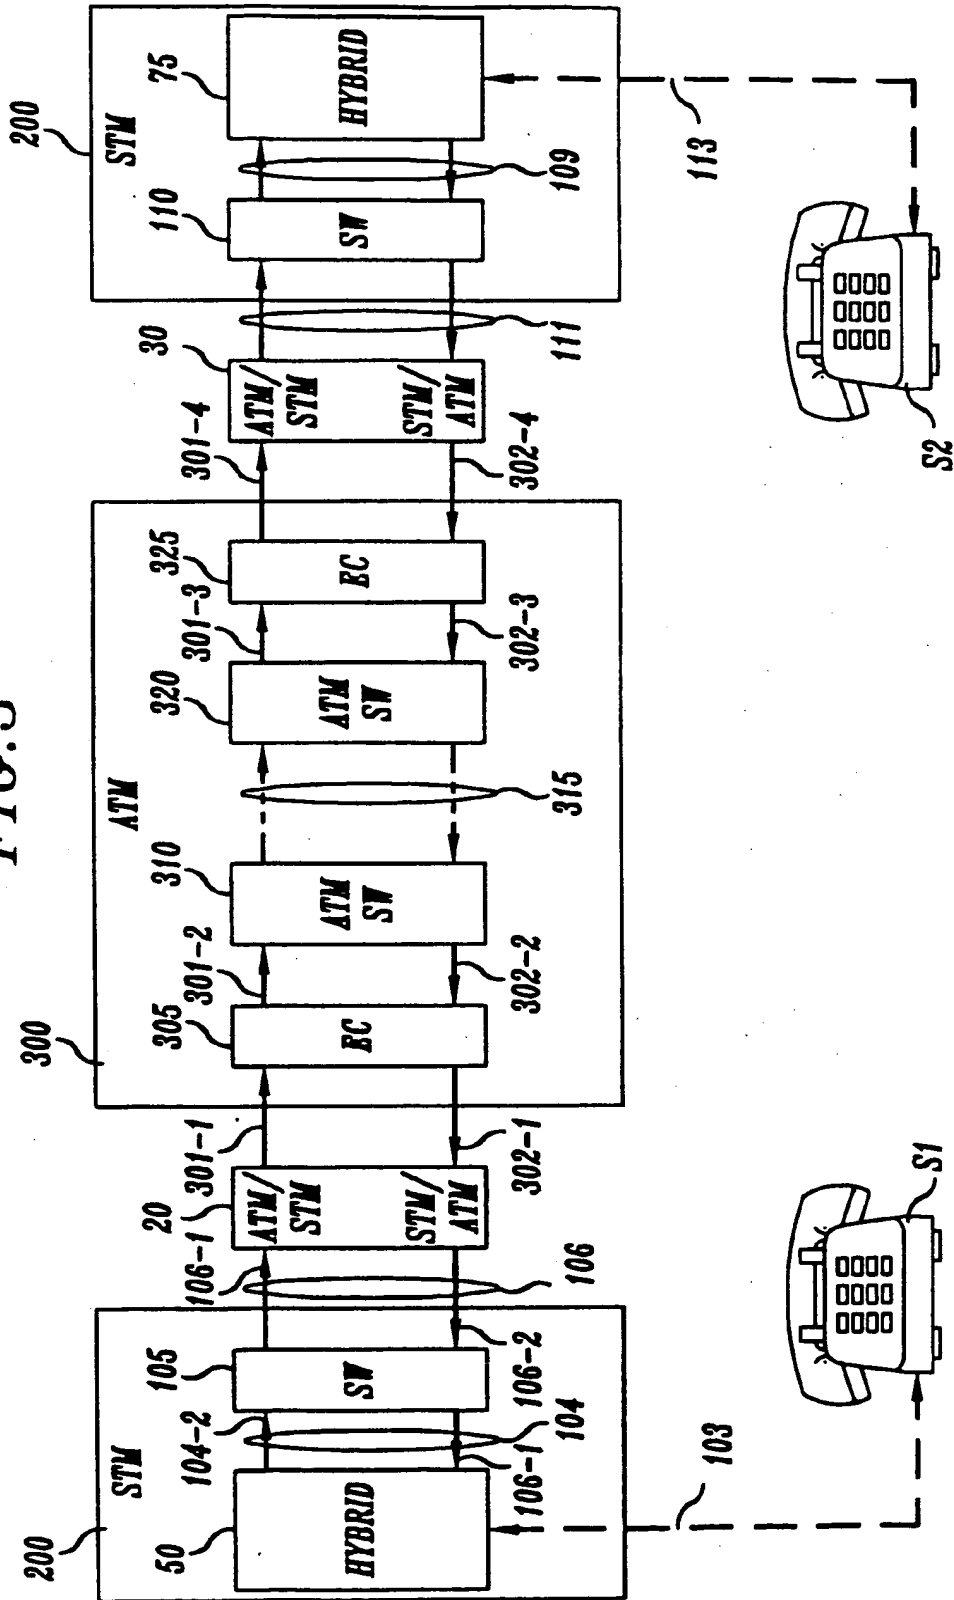 FIG.
200
300
200
STM
ATM
STM
50
104-2
105
106-1
20
301-1
305
301-2
310
320
301-3
325
301-4
30
110
75
HYBRID
SW
ATM/
STM
STM/
ATM
EC
ATM
SW
ATM
SW
EC
ATM/
STM
STM/
ATM
SW
HYBRID
106-1
104
106-2
106
302-1
302-2
315
302-3
302-4
111
109
103
113
S1
S2